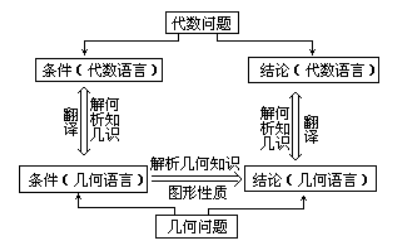 代数问题
条件（代数语言）
结论（代数语言）
翻译
解析几何知识
解析几何知识
翻译
条件（几何语言）
解析几何知识
图形性质
结论（几何语言）
几何问题